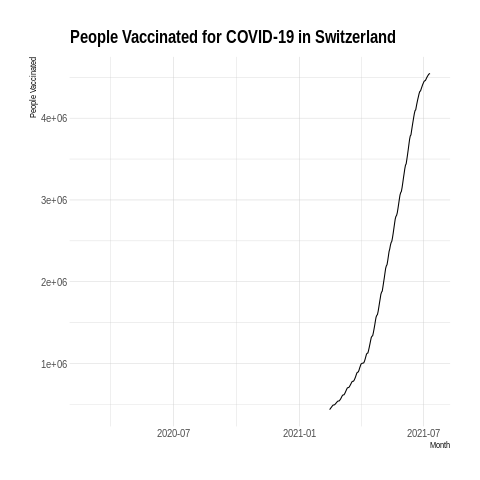 People Vaccinated for COVID-19 in Switzerland
People Vaccinated
4e+06
3e+06
2e+06
1e+06
2020-07 2021-01 2021-07
Month